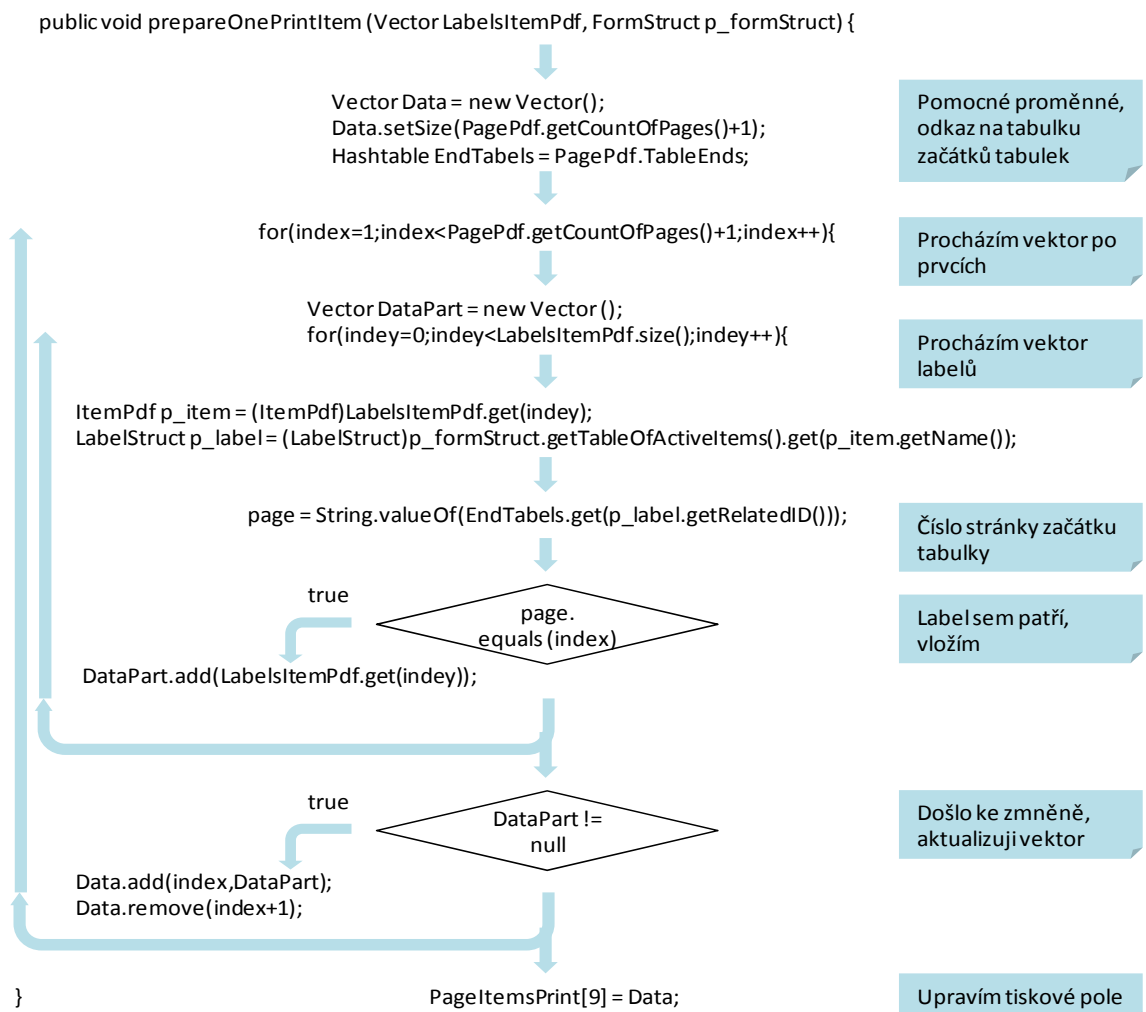 public void prepareOnePrintItem (Vector LabelsItemPdf, FormStruct p_formStruct) {
Vector Data = new Vector();
Data.setSize(PagePdf.getCountOfPages()+1);
Hashtable EndTabels = PagePdf.TableEnds;
Pomocné proměnné,
odkaz na tabulku
začátků tabulek
for(index=1;index<PagePdf.getCountOfPages()+1;index++){
Procházím vektor po
prvcích
Vector DataPart = new Vector ();
for(indey=0;indey<LabelsItemPdf.size();indey++){
Procházím vektor
labelů
ItemPdf p_item = (ItemPdf)LabelsItemPdf.get(indey);
LabelStruct p_label = (LabelStruct)p_formStruct.getTableOfActiveItems().get(p_item.getName());
page = String.valueOf(EndTabels.get(p_label.getRelatedID()));
Číslo stránky začátku
tabulky
true
page.
equals (index)
Label sem patří,
vložím
DataPart.add(LabelsItemPdf.get(indey));
true
DataPart !=
null
Došlo ke zmněně,
aktualizuji vektor
Data.add(index,DataPart);
Data.remove(index+1);
}
PageItemsPrint[9] = Data;
Upravím tiskové pole